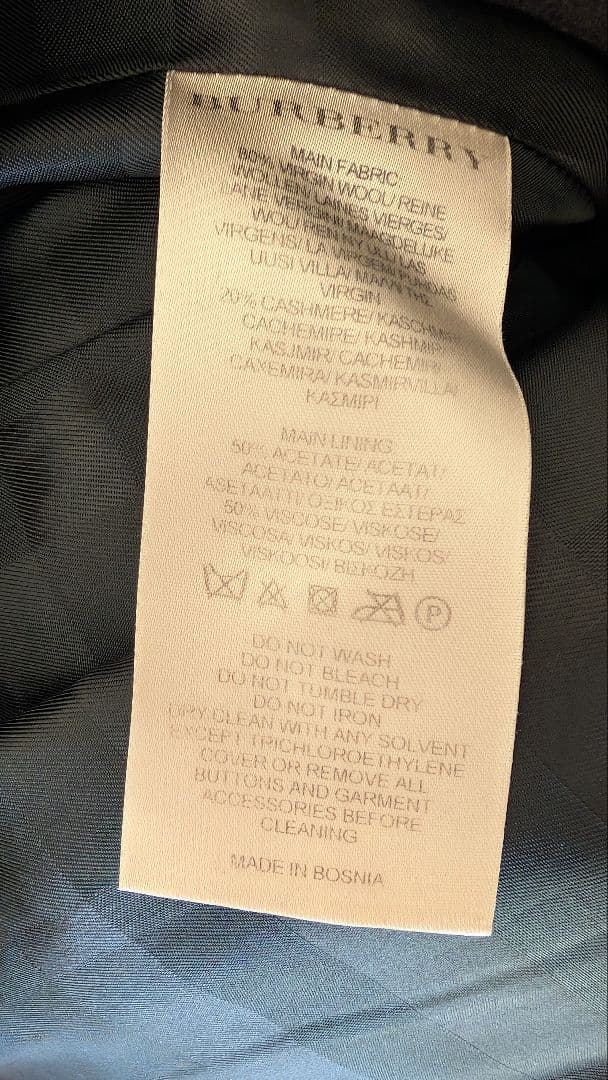 BURBERRY
MAIN FABRIC
80% VIRGIN WOOL/ REINE
WOLLEN/ LAINES VIERGES/
LANE VERGINI/ MAAGDELIJKE
WOL/ REN NY ULL/ LAS
VIRGENS/ LA VIRGEM/ PUHDAS
UUSI VILLA/
VIRGIN
20% CASHMERE/ KASCHMIR/
CACHEMIRE/ KASHMIR/
KASJMIR/ CACHEMIR/
CAXEMIRA/ KASMIRVILLA/
ΚΑΣΜΙΡΙ
MAIN LINING
50% ACETATE/ ACETAT/
ACETATO/ ACETAAT/
ASETAATTI/ ΟΞΙΚΟΣ ΕΣΤΕΡΑΣ
50% VISCOSE/ VISKOSE/
VISCOSA/ VISKOS/ VISKOS/
VISKOOSI/ ΒΙΣΚΟΖΗ
P
DO NOT WASH
DO NOT BLEACH
DO NOT TUMBLE DRY
DO NOT IRON
DRY CLEAN WITH ANY SOLVENT
EXCEPT TRICHLOROETHYLENE
COVER OR REMOVE ALL
BUTTONS AND GARMENT
ACCESSORIES BEFORE
CLEANING
MADE IN BOSNIA